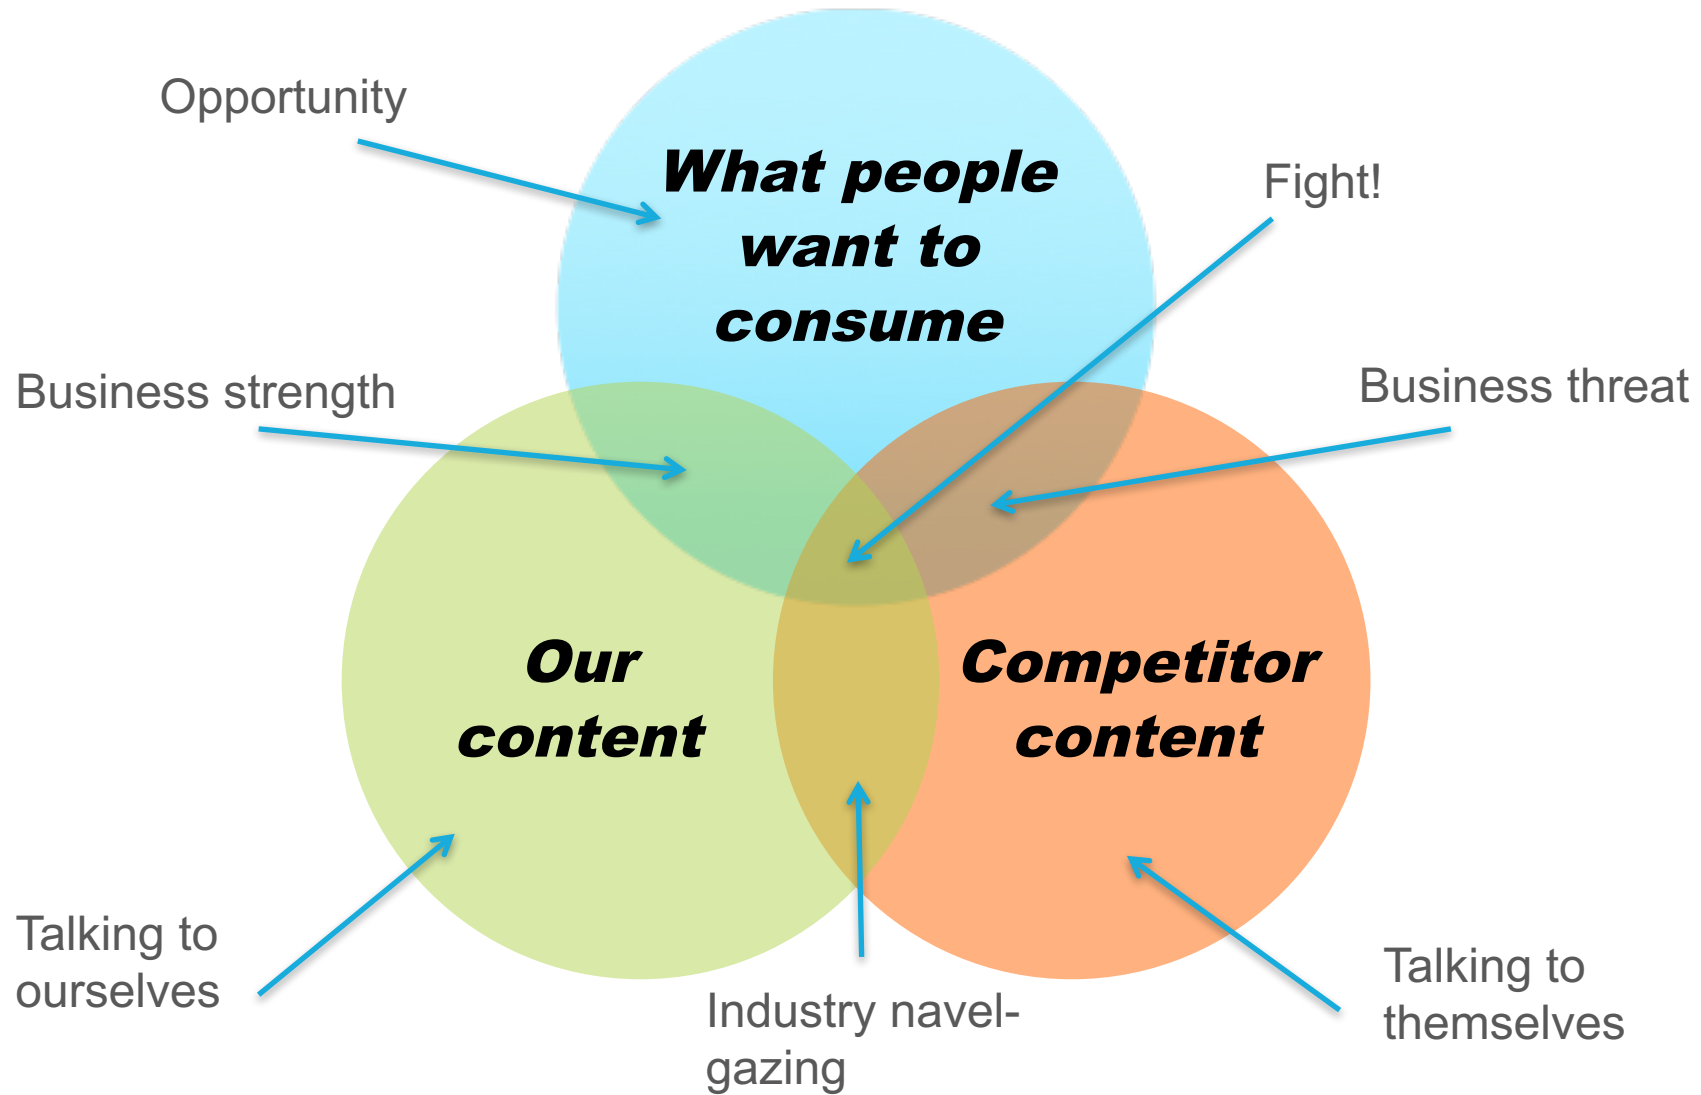 Opportunity
What people
want to
consume
Fight!
Business strength
Business threat
Our
content
Competitor
content
Talking to
ourselves
Industry navel-
gazing
Talking to
themselves